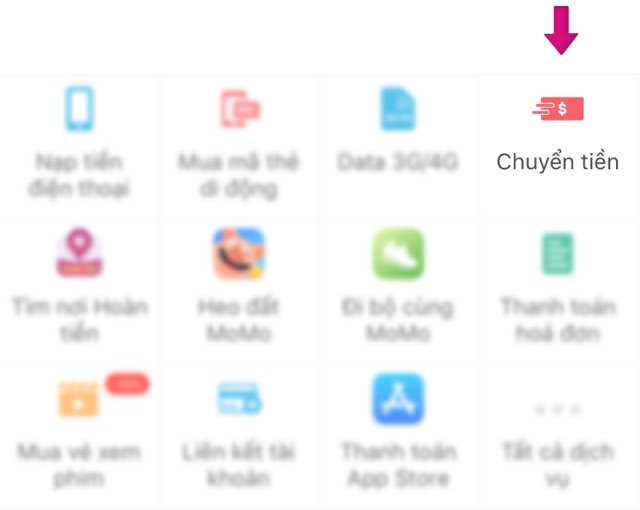 Nạp tiền
điện thoại
Mua mã thẻ
di động
Data 3G/4G
$
Chuyển tiền
Tìm nơi Hoàn
tiền
Heo đất
MoMo
Đi bộ cùng
MoMo
Thanh toán
hoá đơn
Mua vé xem
phim
Liên kết tài
khoản
Thanh toán
App Store
Tất cả dịch
vụ